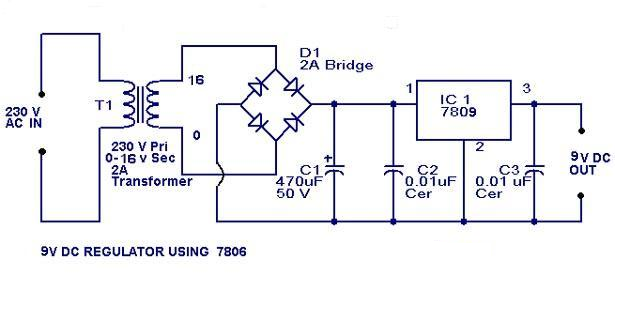 230 V
AC IN
T1
16
0
230 V Pri
0-16 v Sec
2A
Transformer
D1
2A Bridge
C1
470uF
50 V
C2
0.01uF
Cer
1
IC 1
7809
2
3
C3
0.01 uF
Cer
9V DC
OUT
9V DC REGULATOR USING 7806
+